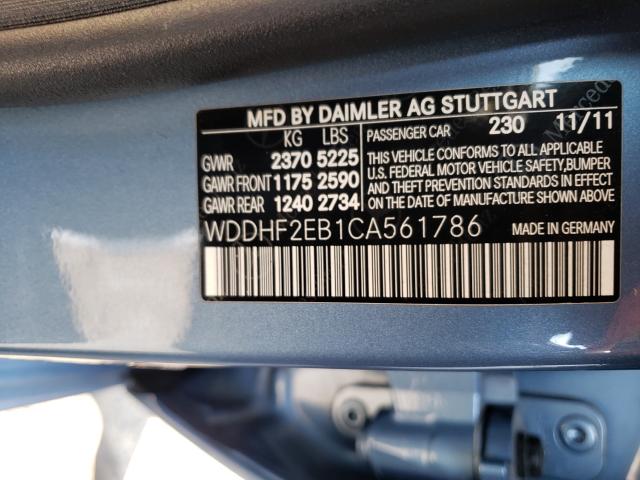 MFD BY DAIMLER AG STUTTGART
KG LBS PASSENGER CAR 230 11/11
GVWR 2370 5225 THIS VEHICLE CONFORMS TO ALL APPLICABLE
GAWR FRONT 1175 2590 U.S. FEDERAL MOTOR VEHICLE SAFETY,BUMPER
GAWR REAR 1240 2734 AND THEFT PREVENTION STANDARDS IN EFFECT
ON THE DATE OF MANUFACTURE SHOWN ABOVE
WDDHF2EB1CA561786 MADE IN GERMANY